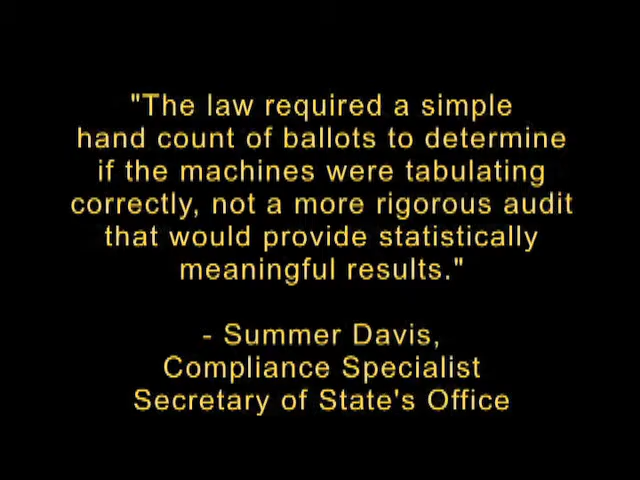 "The law required a simple
hand count of ballots to determine
if the machines were tabulating
correctly, not a more rigorous audit
that would provide statistically
meaningful results."
- Summer Davis,
Compliance Specialist
Secretary of State's Office